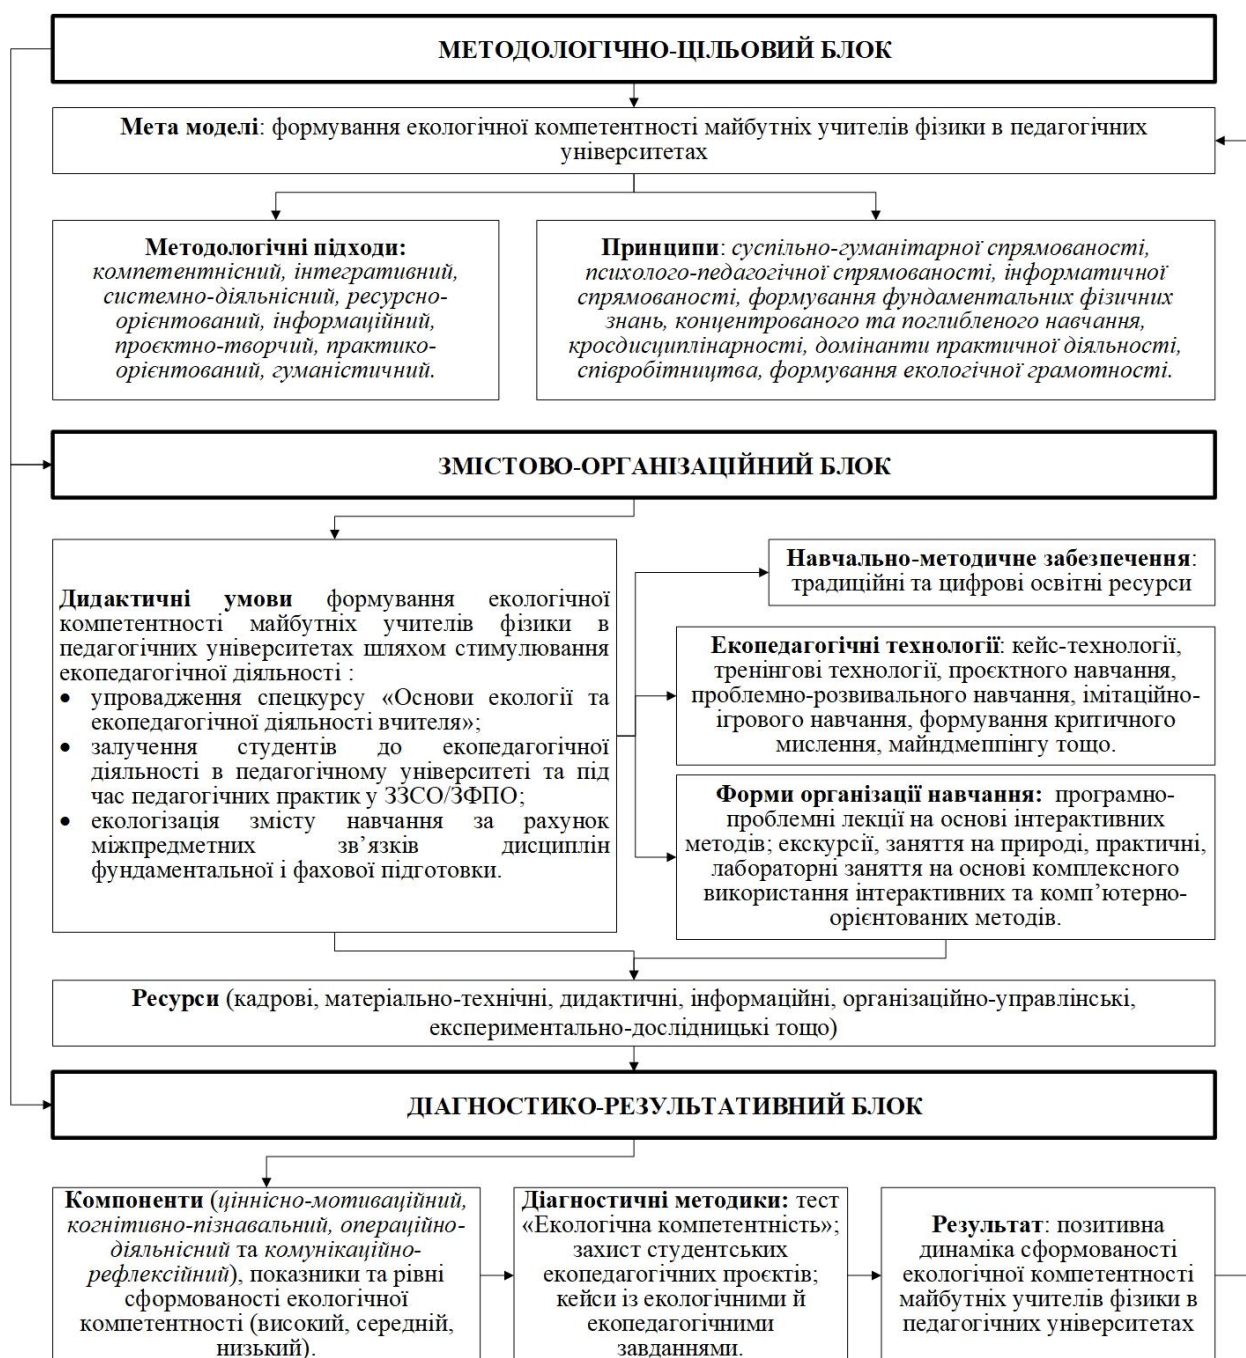 МЕТОДОЛОГІЧНО-ЦІЛЬОВИЙ БЛОК
Мета моделі: формування екологічної компетентності майбутніх учителів фізики в педагогічних
університетах
Методологічні підходи:
компетентнісний, інтегративний,
системно-діяльнісний, ресурсно-
орієнтований, інформаційний,
проєктно-творчий, практико-
орієнтований, гуманістичний.
Принципи: суспільно-гуманітарної спрямованості,
психолого-педагогічної спрямованості, інформатичної
спрямованості, формування фундаментальних фізичних
знань, концентрованого та поглибленого навчання,
кросдисциплінарності, домінанти практичної діяльності,
співробітництва, формування екологічної грамотності.
ЗМІСТОВО-ОРГАНІЗАЦІЙНИЙ БЛОК
Дидактичні умови формування екологічної
компетентності майбутніх учителів фізики в
педагогічних університетах шляхом стимулювання
екопедагогічної діяльності :
• упровадження спецкурсу «Основи екології та
екопедагогічної діяльності вчителя»;
• залучення студентів до екопедагогічної
діяльності в педагогічному університеті та під
час педагогічних практик у ЗЗСО/ЗФПО;
• екологізація змісту навчання за рахунок
міжпредметних зв’язків дисциплін
фундаментальної і фахової підготовки.
Навчально-методичне забезпечення:
традиційні та цифрові освітні ресурси
Екопедагогічні технології: кейс-технології,
тренінгові технології, проєктного навчання,
проблемно-розвивального навчання, імітаційно-
ігрового навчання, формування критичного
мислення, майндмеппінгу тощо.
Форми організації навчання: програмно-
проблемні лекції на основі інтерактивних
методів; екскурсії, заняття на природі, практичні,
лабораторні заняття на основі комплексного
використання інтерактивних та комп’ютерно-
орієнтованих методів.
Ресурси (кадрові, матеріально-технічні, дидактичні, інформаційні, організаційно-управлінські,
експериментально-дослідницькі тощо)
ДІАГНОСТИКО-РЕЗУЛЬТАТИВНИЙ БЛОК
Компоненти (ціннісно-мотиваційний,
когнітивно-пізнавальний, операційно-
діяльнісний та комунікаційно-
рефлексійний), показники та рівні
сформованості екологічної
компетентності (високий, середній,
низький).
Діагностичні методики: тест
«Екологічна компетентність»;
захист студентських
екопедагогічних проєктів;
кейси із екологічними й
екопедагогічними
завданнями.
Результат: позитивна
динаміка сформованості
екологічної компетентності
майбутніх учителів фізики в
педагогічних університетах